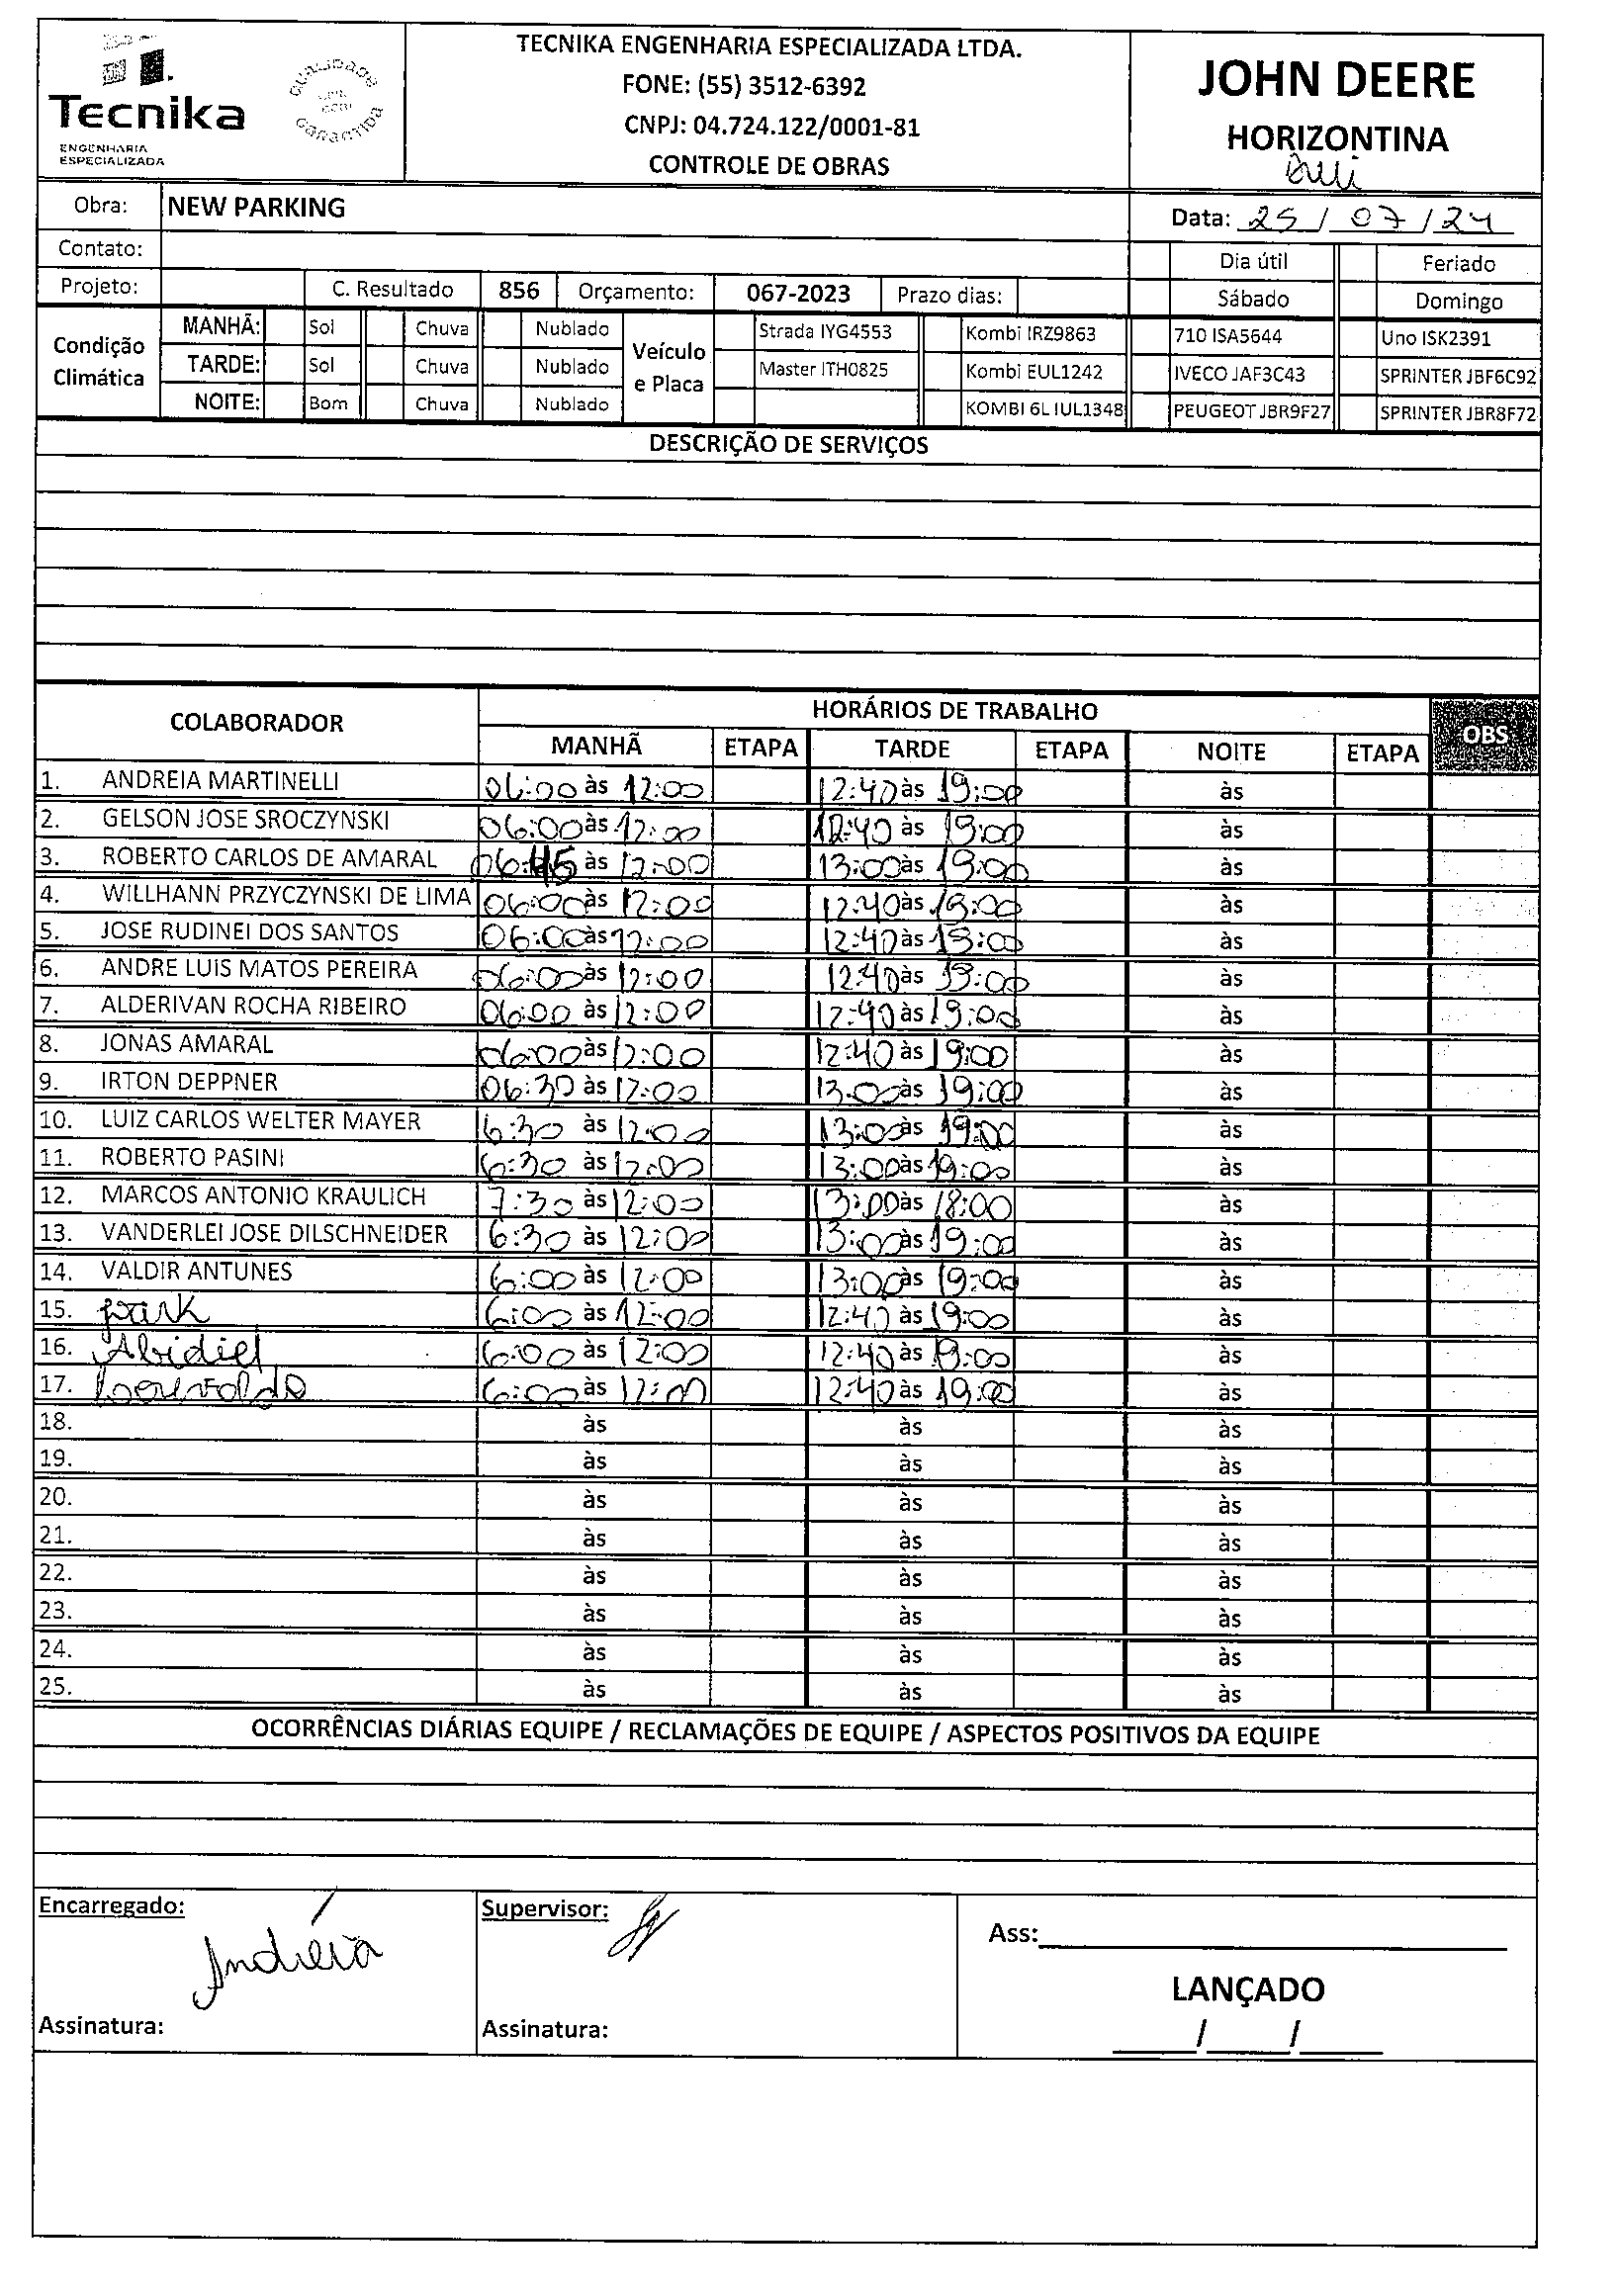 Tecnika
ENGENHARIA
ESPECIALIZADA
QUALIDADE
GARANTIDA
TECNIKA ENGENHARIA ESPECIALIZADA LTDA.
FONE: (55) 3512-6392
CNPJ: 04.724.122/0001-81
CONTROLE DE OBRAS
JOHN DEERE
HORIZONTINA
Obra: NEW PARKING
Data: 25/07/24
Contato:
Dia útil Feriado
Projeto: C. Resultado 856 Orçamento: 067-2023 Prazo dias: Sábado Domingo
Condição Climática
MANHÃ: Sol Chuva Nublado
TARDE: Sol Chuva Nublado
NOITE: Bom Chuva Nublado
Veículo e Placa
Strada IYG4553 Kombi IRZ9863 710 ISA5644 Uno ISK2391
Master ITH0825 Kombi EUL1242 IVECO JAF3C43 SPRINTER JBF6C92
KOMBI 6L IUL1348 PEUGEOT JBR9F27 SPRINTER JBR8F72
DESCRIÇÃO DE SERVIÇOS
COLABORADOR HORÁRIOS DE TRABALHO OBS
MANHÃ ETAPA TARDE ETAPA NOITE ETAPA
1. ANDREIA MARTINELLI 06:00 às 12:00 12:40 às 19:00 às
2. GELSON JOSE SROCZYNSKI 06:00 às 12:00 12:40 às 19:00 às
3. ROBERTO CARLOS DE AMARAL 06:45 às 12:00 13:00 às 19:00 às
4. WILLHANN PRZYCZYNSKI DE LIMA 06:00 às 12:00 12:40 às 19:00 às
5. JOSE RUDINEI DOS SANTOS 06:00 às 12:00 12:40 às 19:00 às
6. ANDRE LUIS MATOS PEREIRA 06:00 às 12:00 12:40 às 19:00 às
7. ALDERIVAN ROCHA RIBEIRO 06:00 às 12:00 12:40 às 19:00 às
8. JONAS AMARAL 06:00 às 12:00 12:40 às 19:00 às
9. IRTON DEPPNER 06:30 às 12:00 13:00 às 19:00 às
10. LUIZ CARLOS WELTER MAYER 6:30 às 12:00 13:00 às 19:00 às
11. ROBERTO PASINI 6:30 às 12:00 13:00 às 19:00 às
12. MARCOS ANTONIO KRAULICH 7:30 às 12:00 13:00 às 18:00 às
13. VANDERLEI JOSE DILSCHNEIDER 6:30 às 12:00 13:00 às 19:00 às
14. VALDIR ANTUNES 6:00 às 12:00 13:00 às 19:00 às
15. 6:00 às 12:00 12:40 às 19:00 às
16. Abidiel 6:00 às 12:00 12:40 às 19:00 às
17. 6:00 às 12:00 12:40 às 19:00 às
18. às às às
19. às às às
20. às às às
21. às às às
22. às às às
23. às às às
24. às às às
25. às às às
OCORRÊNCIAS DIÁRIAS EQUIPE / RECLAMAÇÕES DE EQUIPE / ASPECTOS POSITIVOS DA EQUIPE
Encarregado: Supervisor:
Andréia
Ass:
LANÇADO
Assinatura: Assinatura:
/ /